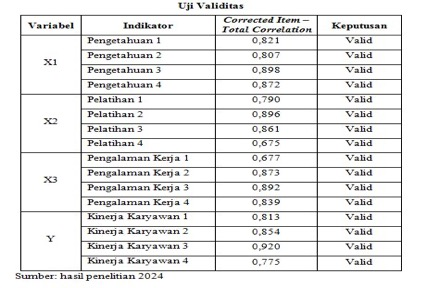 Uji Validitas
Variabel Indikator Corrected Item – Total Correlation Keputusan
X1 Pengetahuan 1 0,821 Valid
Pengetahuan 2 0,807 Valid
Pengetahuan 3 0,898 Valid
Pengetahuan 4 0,872 Valid
X2 Pelatihan 1 0,790 Valid
Pelatihan 2 0,896 Valid
Pelatihan 3 0,861 Valid
Pelatihan 4 0,675 Valid
X3 Pengalaman Kerja 1 0,677 Valid
Pengalaman Kerja 2 0,873 Valid
Pengalaman Kerja 3 0,892 Valid
Pengalaman Kerja 4 0,839 Valid
Y Kinerja Karyawan 1 0,813 Valid
Kinerja Karyawan 2 0,854 Valid
Kinerja Karyawan 3 0,920 Valid
Kinerja Karyawan 4 0,775 Valid
Sumber: hasil penelitian 2024